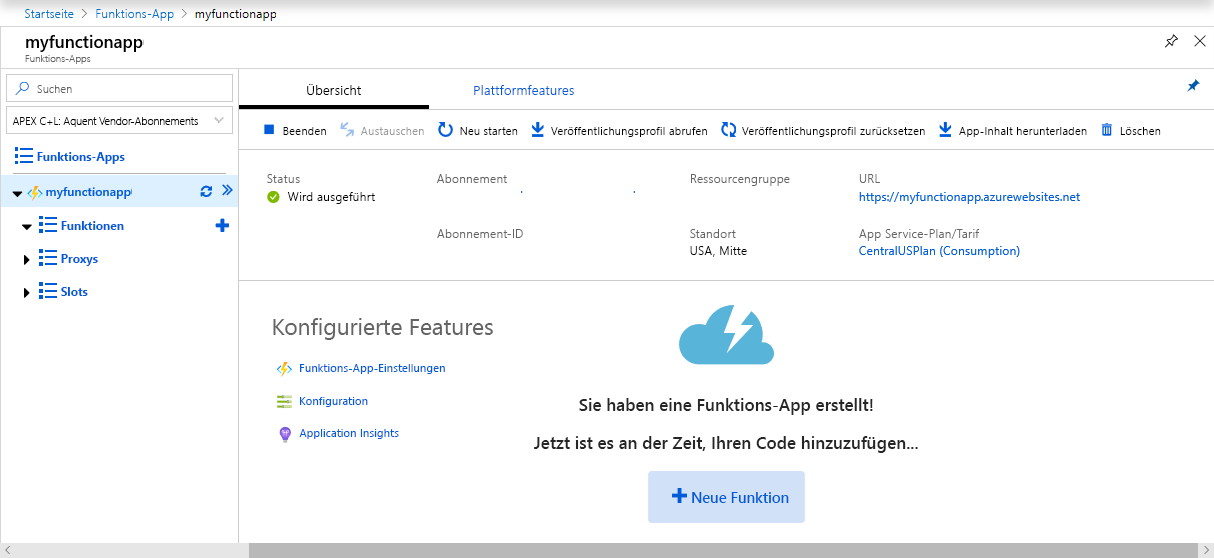 Startseite > Funktions-App > myfunctionapp
myfunctionapp
Funktions-Apps
Suchen
APEX C+L: Aquent Vendor-Abonnements
Funktions-Apps
myfunctionapp
Funktionen
Proxys
Slots
Übersicht
Plattformfeatures
Beenden
Austauschen
Neu starten
Veröffentlichungsprofil abrufen
Veröffentlichungsprofil zurücksetzen
App-Inhalt herunterladen
Löschen
Status
Wird ausgeführt
Abonnement
Abonnement-ID
Ressourcengruppe
Standort
USA, Mitte
URL
https://myfunctionapp.azurewebsites.net
App Service-Plan/Tarif
CentralUSPlan (Consumption)
Konfigurierte Features
Funktions-App-Einstellungen
Konfiguration
Application Insights
Sie haben eine Funktions-App erstellt!
Jetzt ist es an der Zeit, Ihren Code hinzuzufügen...
Neue Funktion